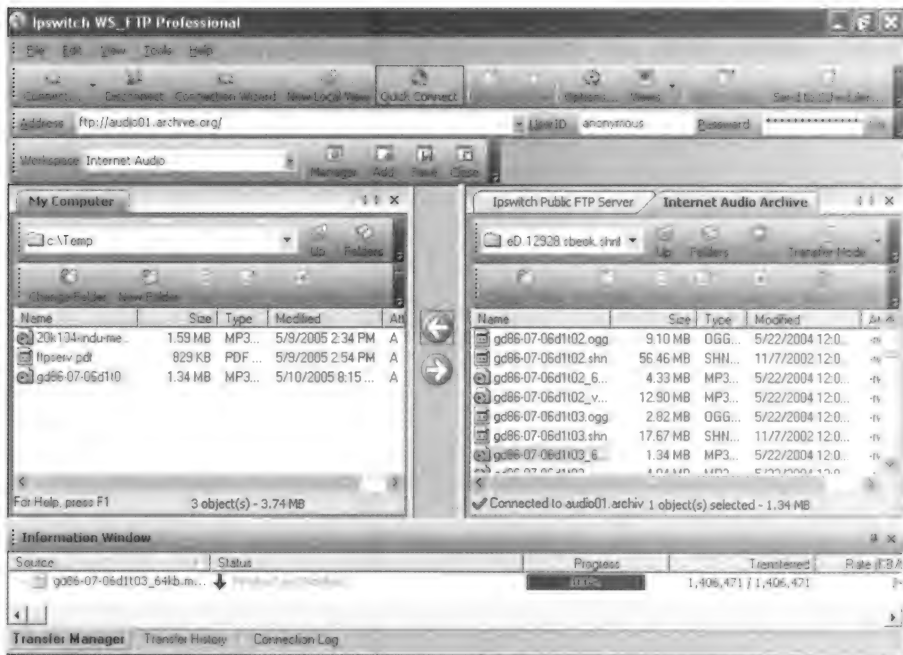 Ipswitch WS_FTP Professional
File Edit View Tools Help
Connect... Disconnect Connection Wizard New Local View Quick Connect Options... Views Send to Scheduler...
Address ftp://audio01.archive.org/ User ID anonymous Password
Workspace Internet Audio Manager Add Save Close
My Computer
c:\Temp Up Folders
Change Folder New Folder
Name Size Type Modified
20k104-indu-me... 1.59 MB MP3... 5/9/2005 2:34 PM A
ftpserv.pdf 829 KB PDF... 5/9/2005 2:54 PM A
gd86-07-06d1t0 1.34 MB MP3... 5/10/2005 8:15 ... A
For Help, press F1 3 object(s) - 3.74 MB
Ipswitch Public FTP Server Internet Audio Archive
eD.12928.sbeok.shnf Up Folders Transfer Mode
Name Size Type Modified
gd86-07-06d1t02.ogg 9.10 MB OGG... 5/22/2004 12:0...
gd86-07-06d1t02.shn 56.46 MB SHN... 11/7/2002 12:0...
gd86-07-06d1t02_6... 4.33 MB MP3... 5/22/2004 12:0...
gd86-07-06d1t02_v... 12.90 MB MP3... 5/22/2004 12:0...
gd86-07-06d1t03.ogg 2.82 MB OGG... 5/22/2004 12:0...
gd86-07-06d1t03.shn 17.67 MB SHN... 11/7/2002 12:0...
gd86-07-06d1t03_6... 1.34 MB MP3... 5/22/2004 12:0...
Connected to audio01.archiv 1 object(s) selected - 1.34 MB
Information Window
Source Status Progress Transferred Rate
gd86-07-06d1t03_64kb.m... 100% 1,406,471 / 1,406,471
Transfer Manager Transfer History Connection Log